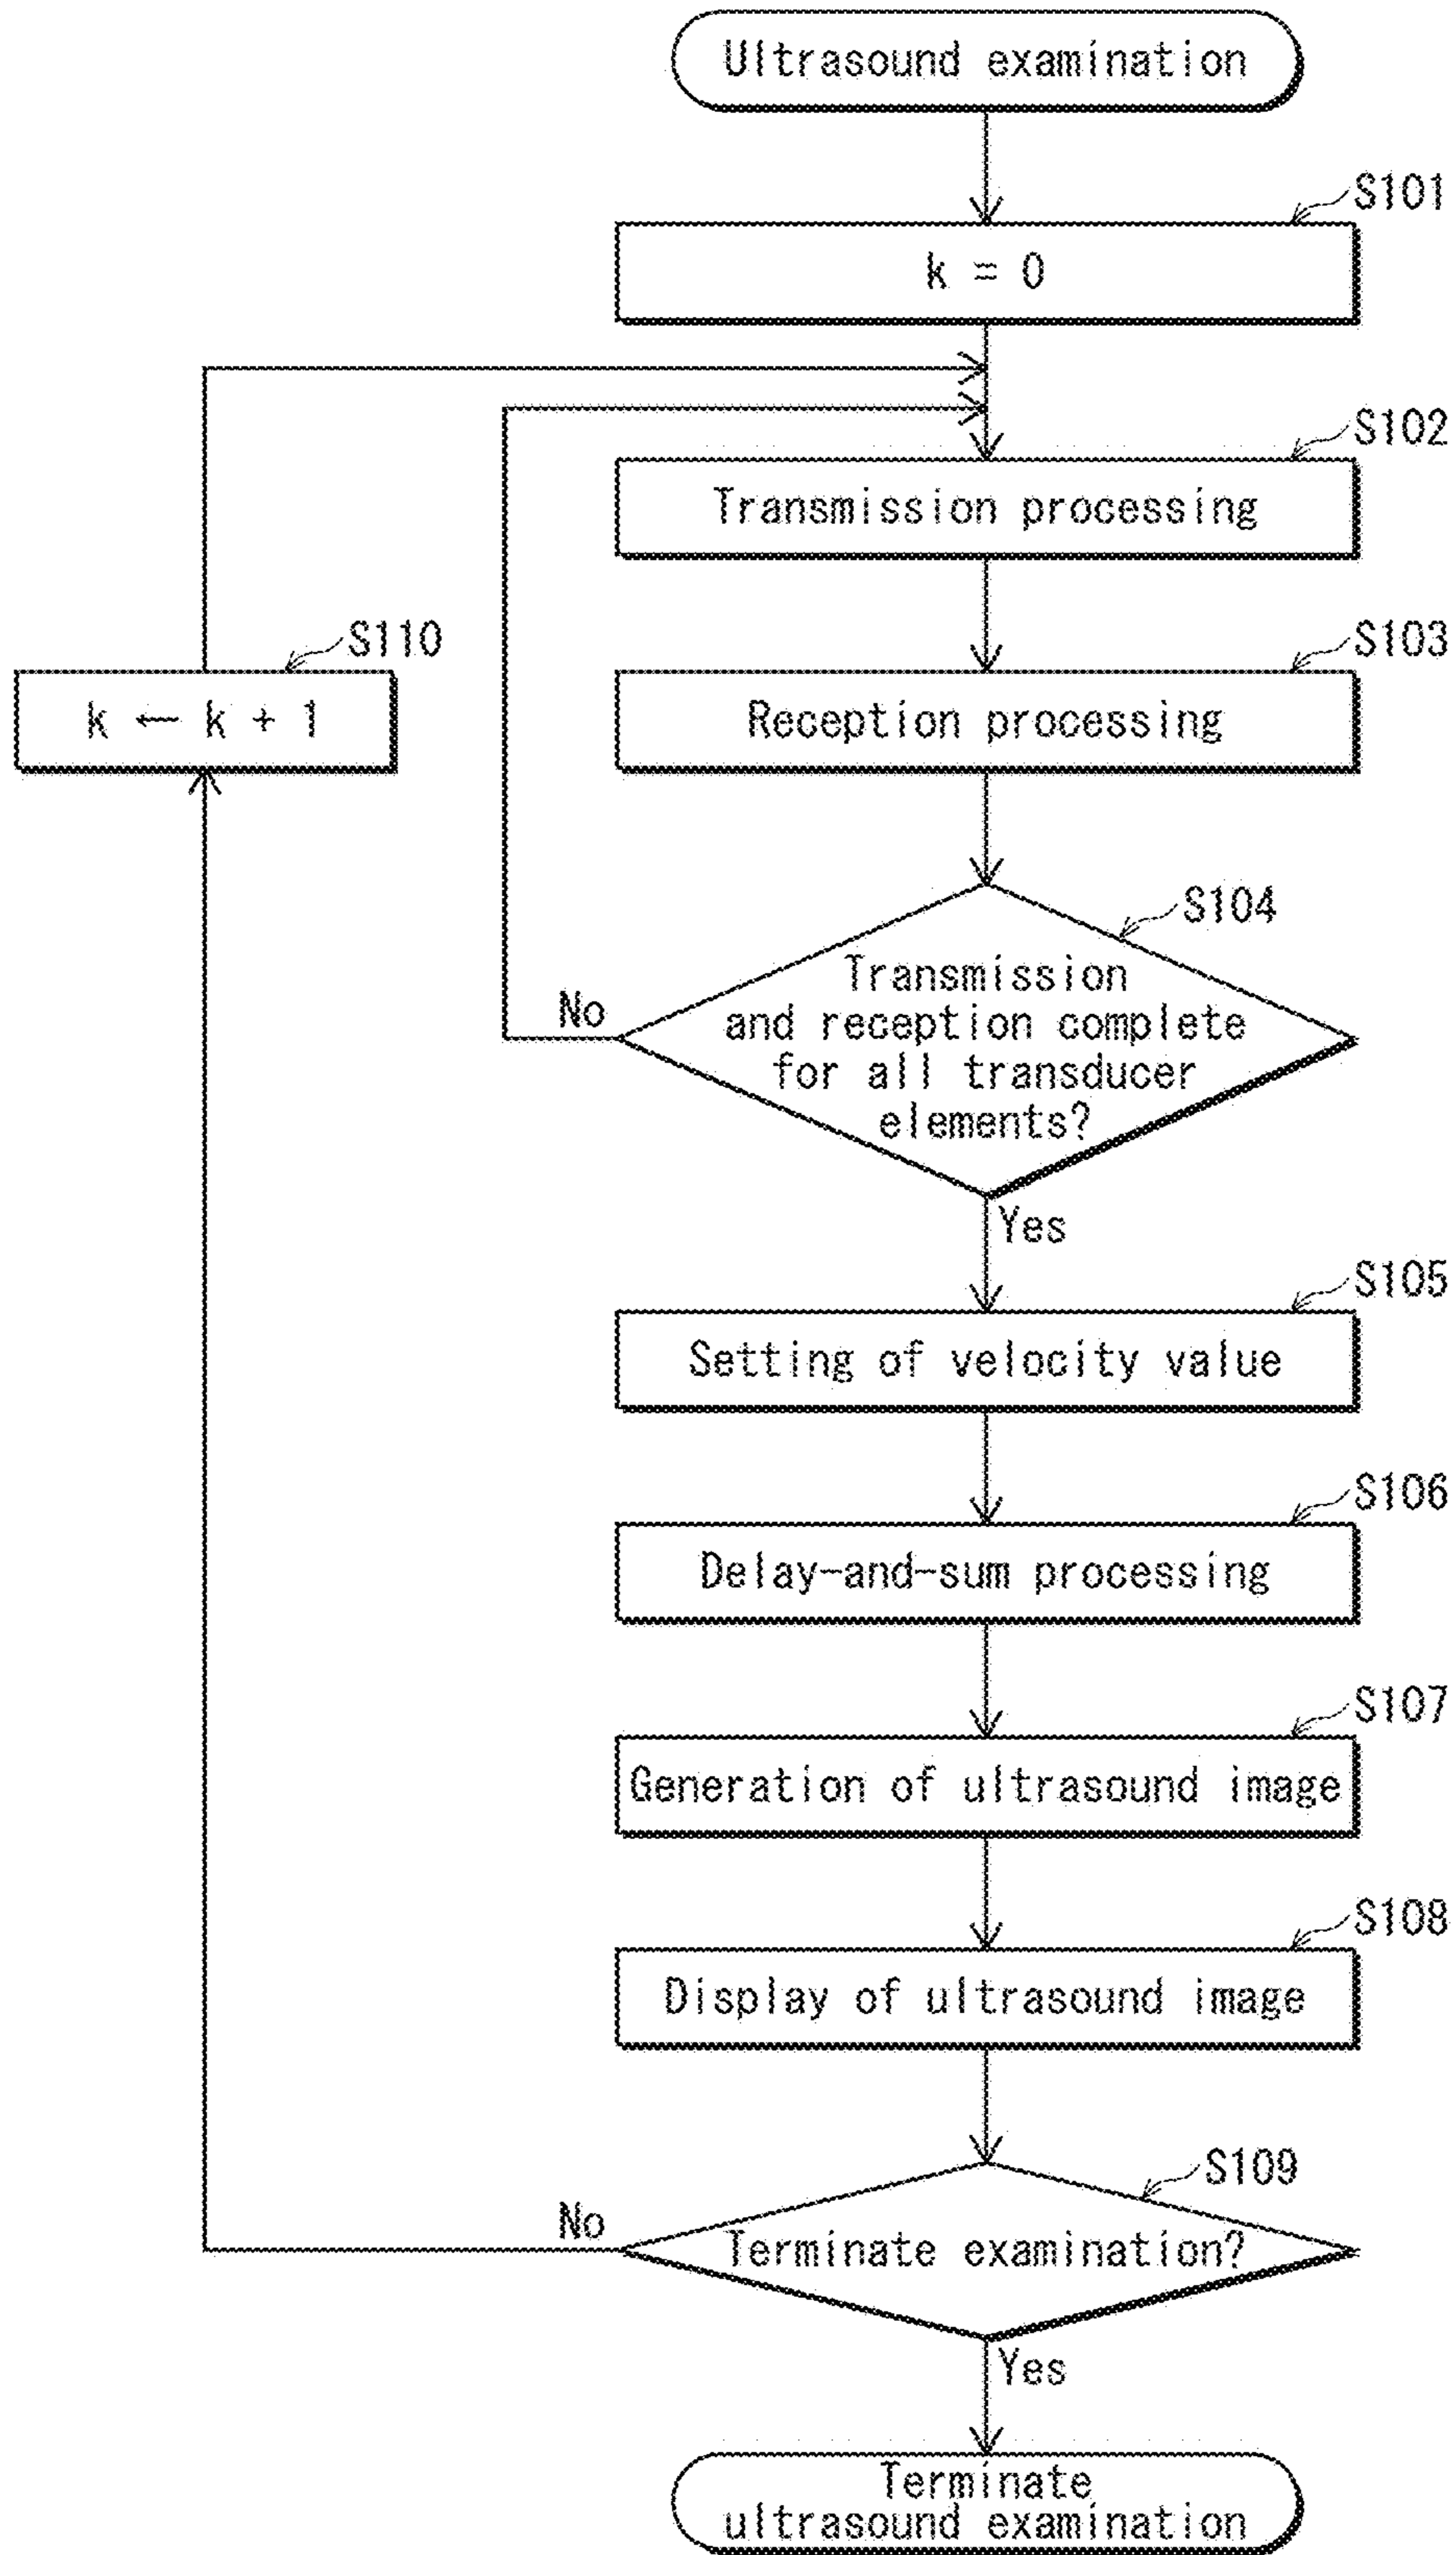 Ultrasound examination
S101
k = 0
S102
Transmission processing
S110
k ← k + 1
S103
Reception processing
S104
Transmission
and reception complete
for all transducer
elements?
No
Yes
S105
Setting of velocity value
S106
Delay-and-sum processing
S107
Generation of ultrasound image
S108
Display of ultrasound image
S109
Terminate examination?
No
Yes
Terminate
ultrasound examination